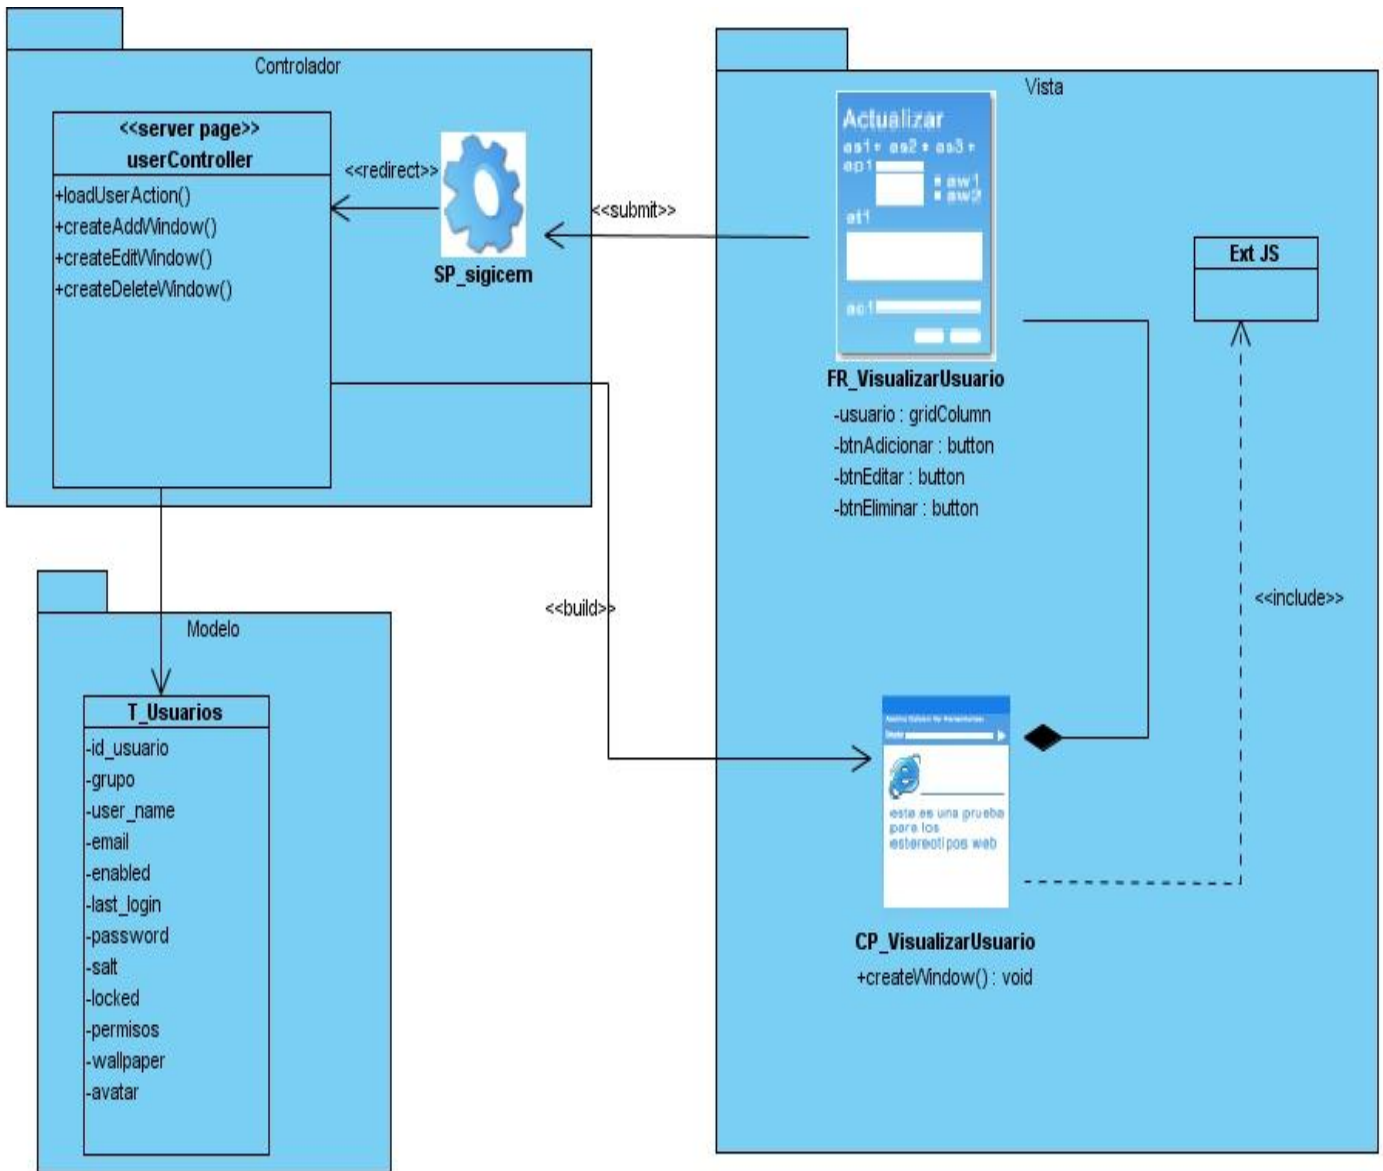 Controlador
<<server page>>
userController
+loadUserAction()
+createAddWindow()
+createEditWindow()
+createDeleteWindow()
<<redirect>>
SP_sigicem
<<submit>>
Vista
Actualizar
FR_VisualizarUsuario
-usuario : gridColumn
-btnAdicionar : button
-btnEditar : button
-btnEliminar : button
Ext JS
<<include>>
<<build>>
Modelo
T_Usuarios
-id_usuario
-grupo
-user_name
-email
-enabled
-last_login
-password
-salt
-locked
-permisos
-wallpaper
-avatar
esta es una prueba
para los
estereotipos web
CP_VisualizarUsuario
+createWindow() : void